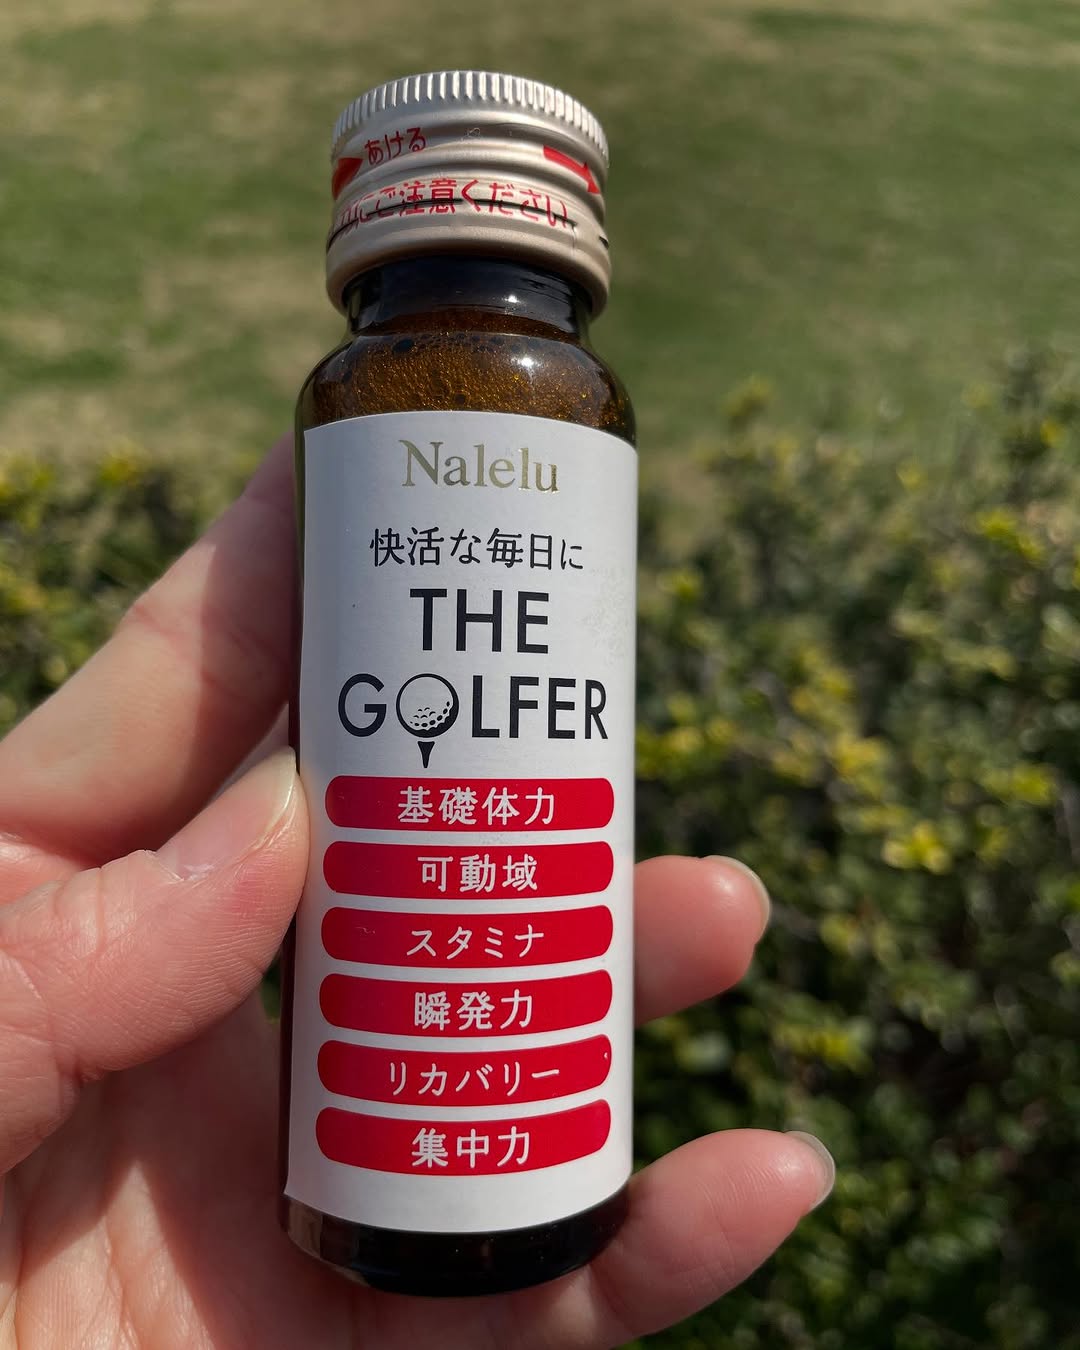 あける
にご注意ください
Nalelu
快活な毎日に
THE
GOLFER
基礎体力
可動域
スタミナ
瞬発力
リカバリー
集中力